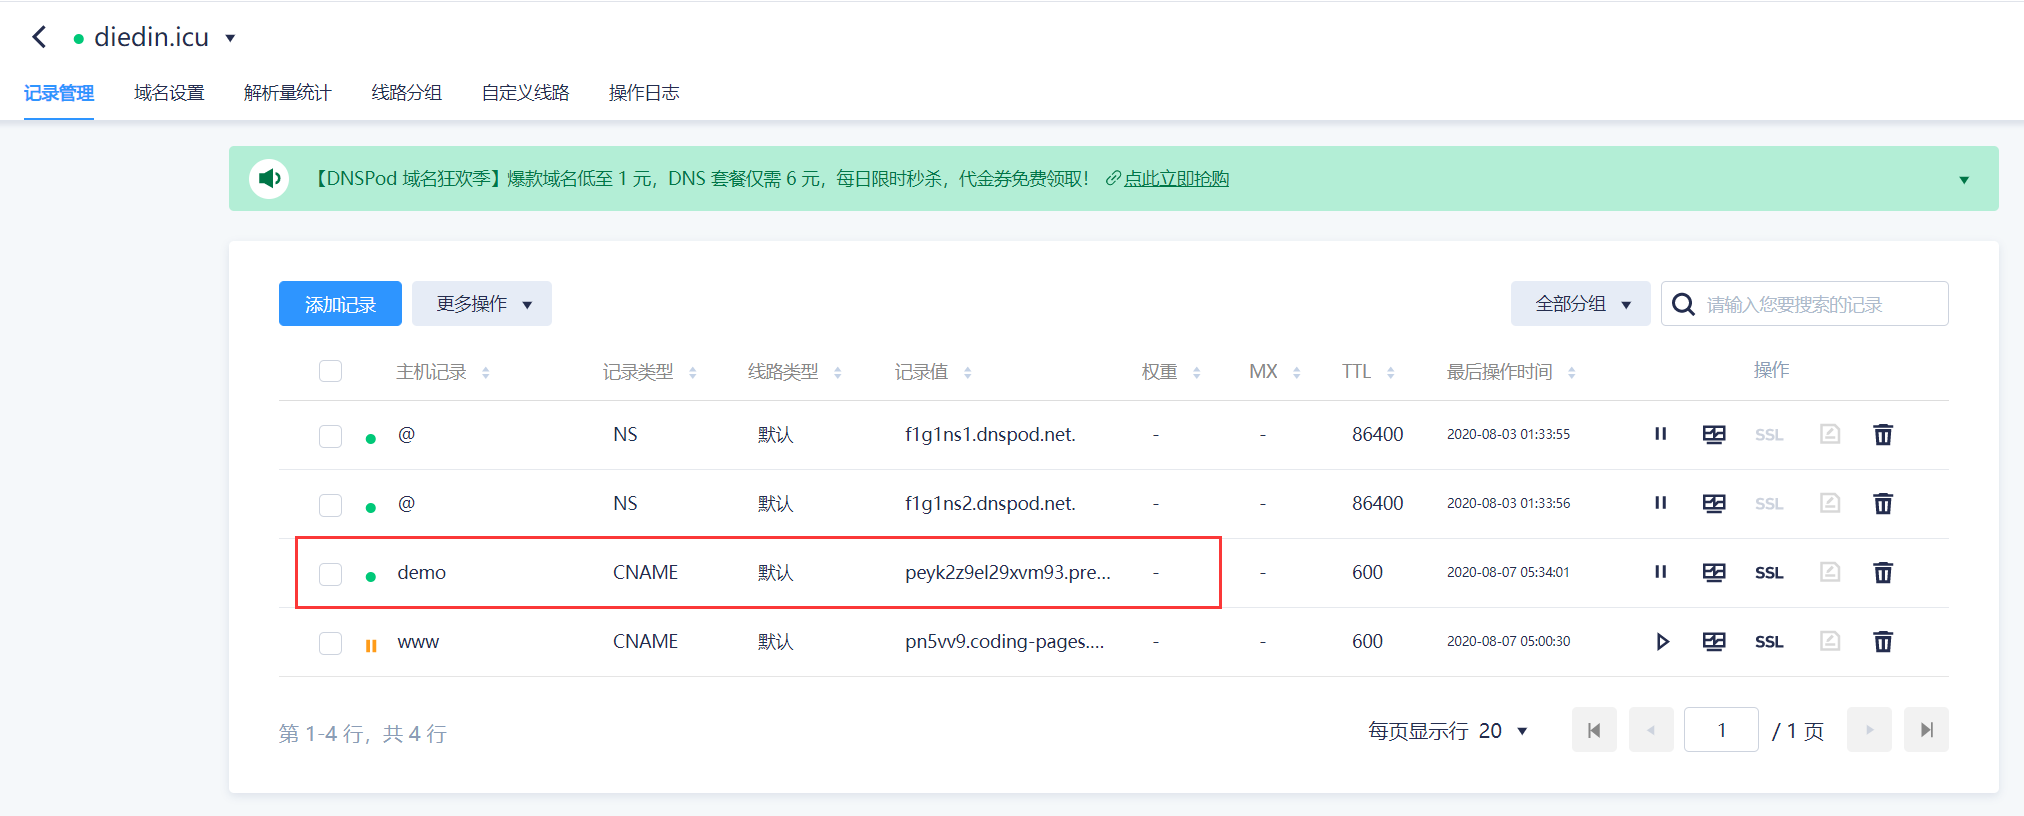 diedin.icu
记录管理 域名设置 解析量统计 线路分组 自定义线路 操作日志
【DNSPod 域名狂欢季】爆款域名低至 1 元，DNS 套餐仅需 6 元，每日限时秒杀，代金券免费领取！ 点此立即抢购
添加记录 更多操作 全部分组 请输入您要搜索的记录
主机记录 记录类型 线路类型 记录值 权重 MX TTL 最后操作时间 操作
@ NS 默认 f1g1ns1.dnspod.net. - - 86400 2020-08-03 01:33:55 SSL
@ NS 默认 f1g1ns2.dnspod.net. - - 86400 2020-08-03 01:33:56 SSL
demo CNAME 默认 peyk2z9el29xvm93.pre... - - 600 2020-08-07 05:34:01 SSL
www CNAME 默认 pn5vv9.coding-pages.... - - 600 2020-08-07 05:00:30 SSL
第 1-4 行，共 4 行 每页显示行 20 1 / 1 页